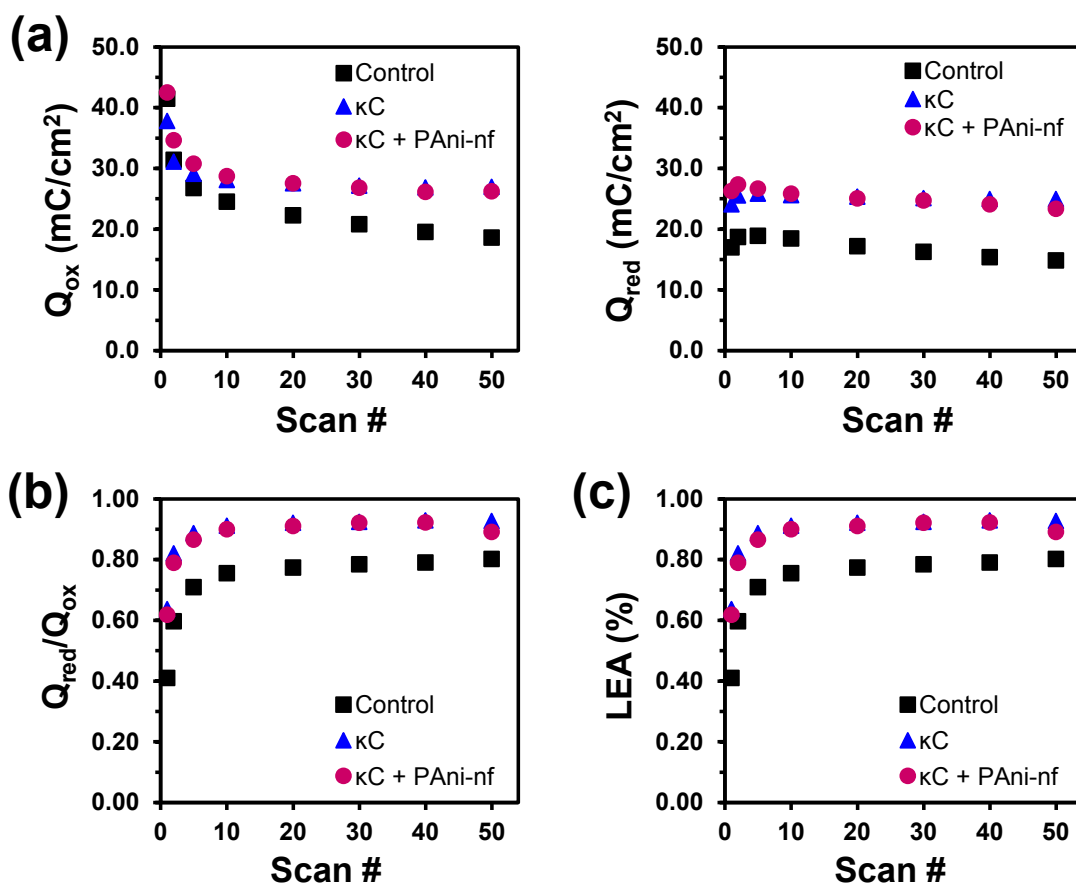 (a)
50.0
40.0
30.0
20.0
10.0
0.0
Qox (mC/cm²)
Control
κC
κC + PAni-nf
0 10 20 30 40 50
Scan #
50.0
40.0
30.0
20.0
10.0
0.0
Qred (mC/cm²)
Control
κC
κC + PAni-nf
0 10 20 30 40 50
Scan #
(b)
1.00
0.80
0.60
0.40
0.20
0.00
Qred/Qox
Control
κC
κC + PAni-nf
0 10 20 30 40 50
Scan #
(c)
1.00
0.80
0.60
0.40
0.20
0.00
LEA (%)
Control
κC
κC + PAni-nf
0 10 20 30 40 50
Scan #